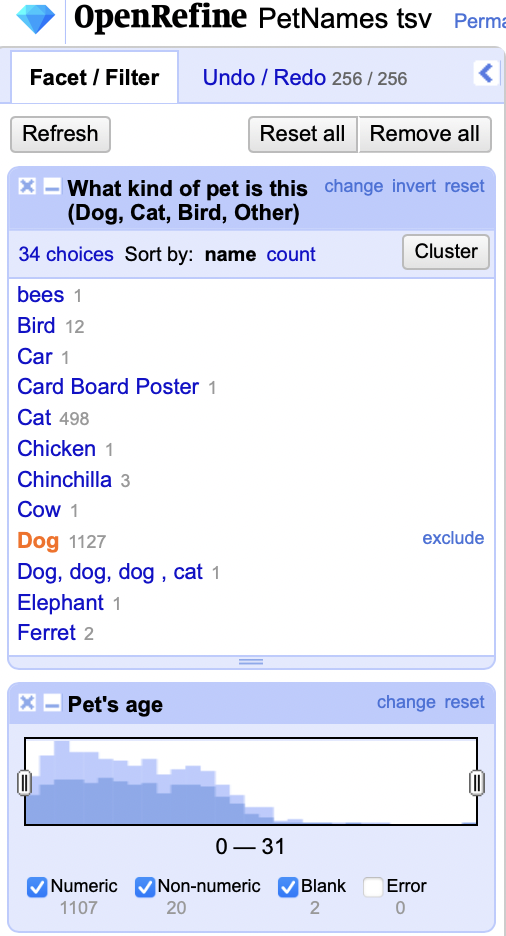 OpenRefine PetNames tsv Perma
Facet / Filter Undo / Redo 256 / 256
Refresh Reset all Remove all
What kind of pet is this change invert reset
(Dog, Cat, Bird, Other)
34 choices Sort by: name count Cluster
bees 1
Bird 12
Car 1
Card Board Poster 1
Cat 498
Chicken 1
Chinchilla 3
Cow 1
Dog 1127 exclude
Dog, dog, dog , cat 1
Elephant 1
Ferret 2
Pet's age change reset
0 — 31
Numeric Non-numeric Blank Error
1107 20 2 0